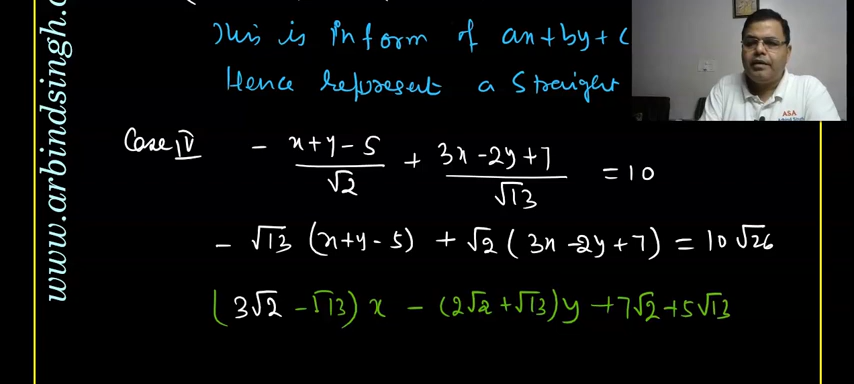 This is in form of ax+by+c
Hence represent a straight
Case IV - (x+y-5)/√2 + (3x-2y+7)/√13 = 10
- √13 (x+y-5) + √2 (3x-2y+7) = 10√26
(3√2 - √13)x - (2√2 + √13)y + 7√2 + 5√13
www.arbindsingh.c
ASA